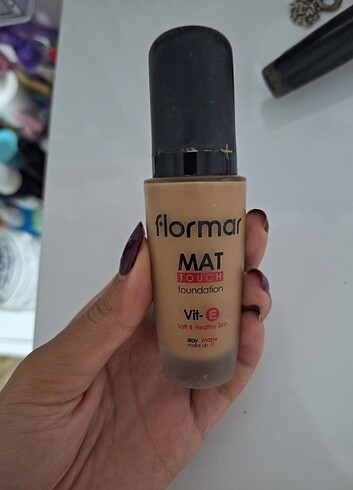 flormar
MAT
TOUCH
foundation
Vit-E
Soft & Healthy Skin
stay matte
make up !!